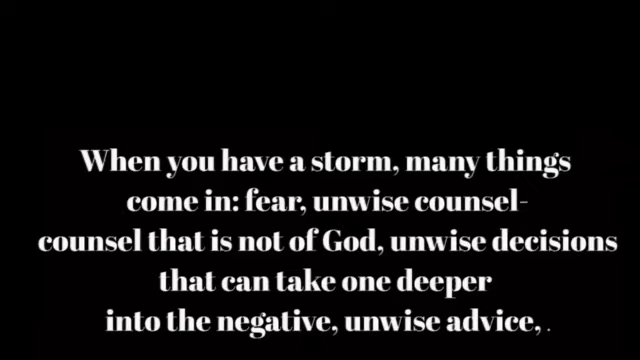 When you have a storm, many things
come in: fear, unwise counsel-
counsel that is not of God, unwise decisions
that can take one deeper
into the negative, unwise advice, .